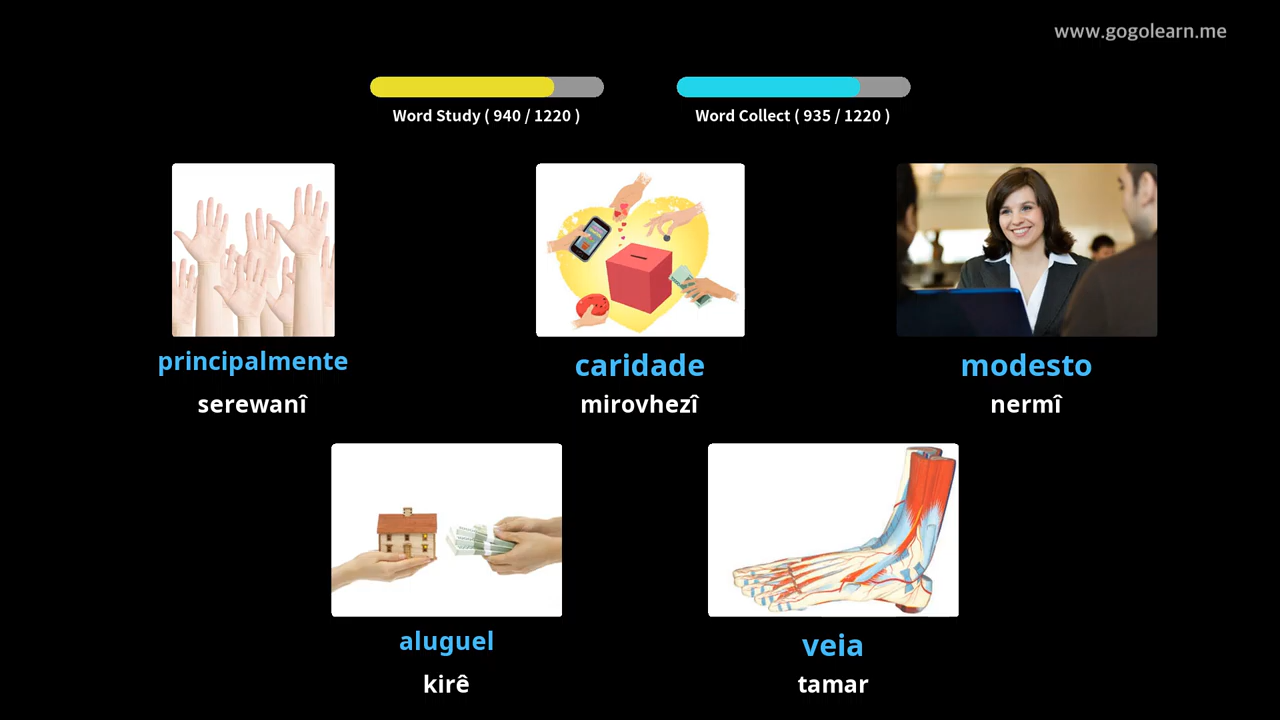 www.gogolearn.me
Word Study ( 940 / 1220 )
Word Collect ( 935 / 1220 )
principalmente
serewanî
caridade
mirovhezî
modesto
nermî
aluguel
kirê
veia
tamar